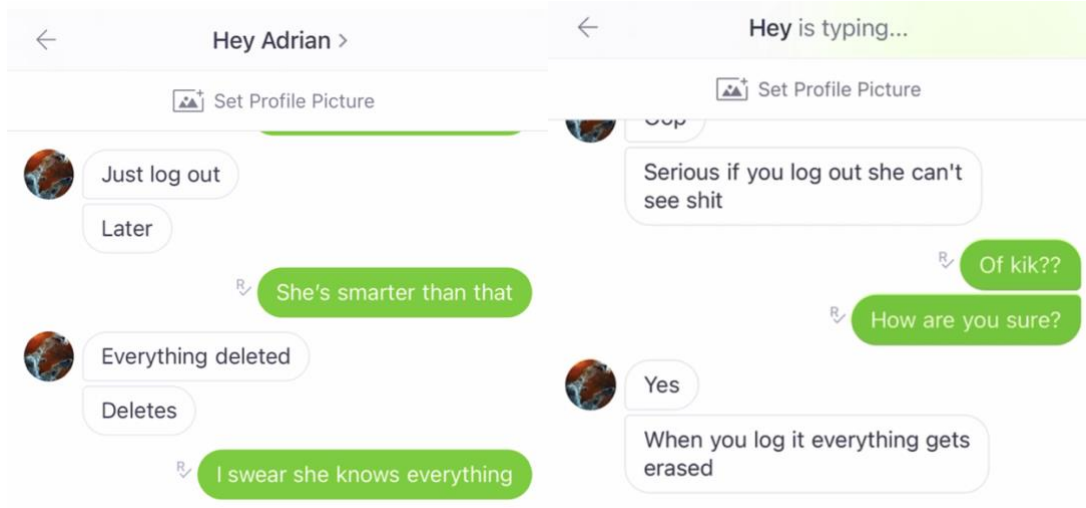 Hey Adrian >
Set Profile Picture
Just log out
Later
She's smarter than that
Everything deleted
Deletes
I swear she knows everything
Hey is typing...
Set Profile Picture
Serious if you log out she can't
see shit
Of kik??
How are you sure?
Yes
When you log it everything gets
erased